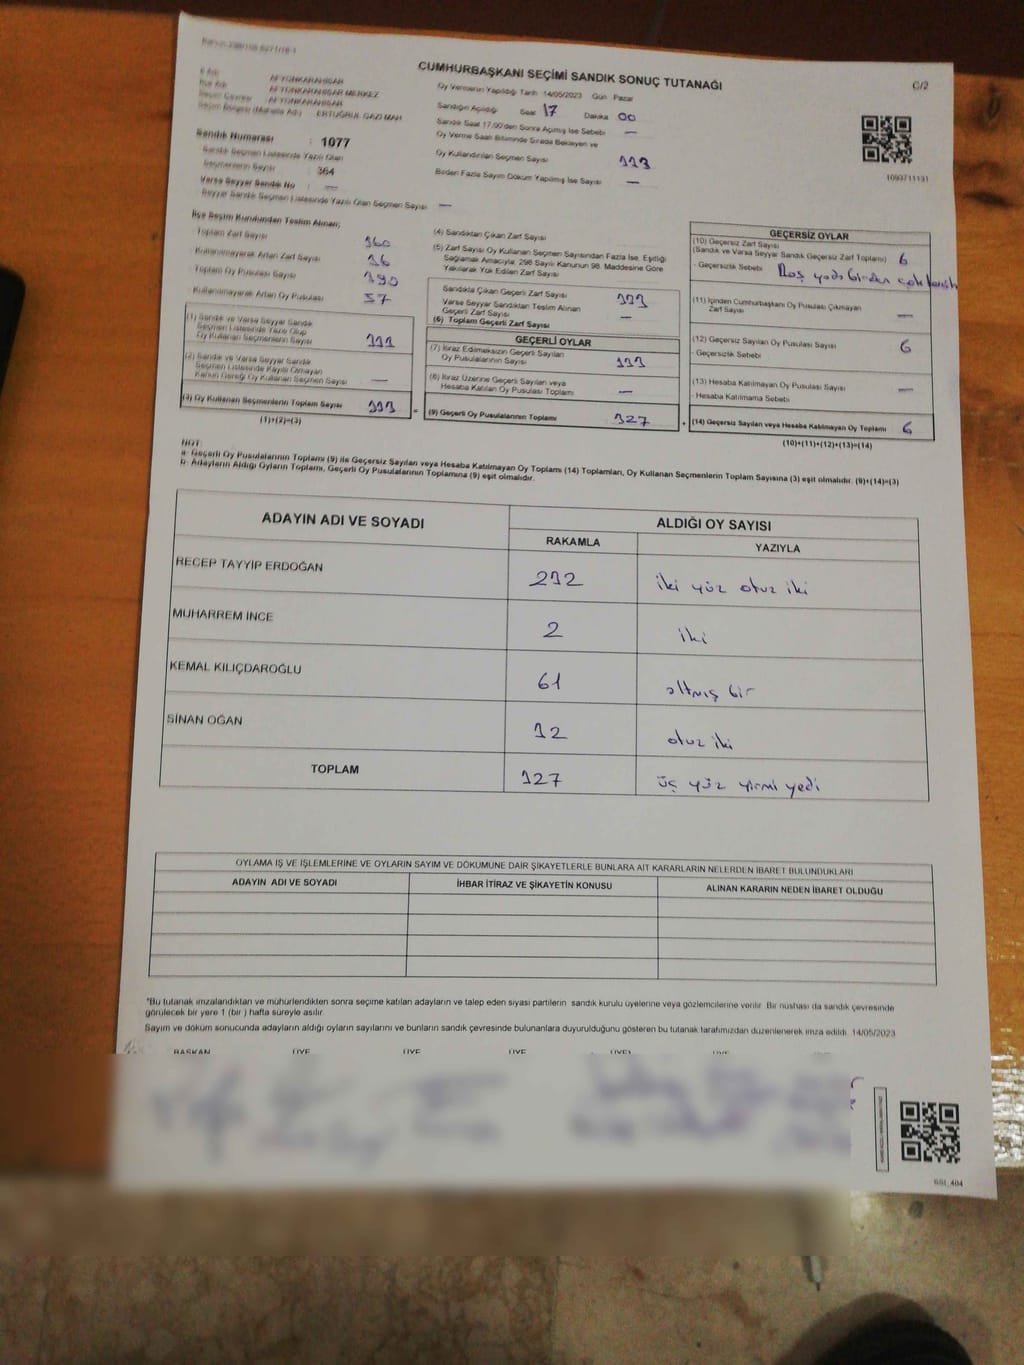 CUMHURBAŞKANI SEÇİMİ SANDIK SONUÇ TUTANAĞI
C/2
İl Adı : AFYONKARAHİSAR
İlçe Adı : AFYONKARAHİSAR MERKEZ
Seçim Çevresi : AFYONKARAHİSAR
Seçim Bölgesi (Mahalle Adı) : ERTUĞRUL GAZİ MAH.
Sandık Numarası : 1077
Sandık Seçmen Listesinde Yazılı Olan Seçmenlerin Sayısı : 364
Varsa Seyyar Sandık No : —
Seyyar Sandık Seçmen Listesinde Yazılı Olan Seçmen Sayısı : —
Oy Vermenin Yapıldığı Tarih 14/05/2023 Gün Pazar
Sandığın Açıldığı Saat 17 Dakika 00
Sandık Saat 17.00'den Sonra Açılmış İse Sebebi —
Oy Verme Saati Bitiminde Sırada Bekleyen ve
Oy Kullandırılan Seçmen Sayısı 333
Birden Fazla Sayım Döküm Yapılmış İse Sayısı —
1093711131
İlçe Seçim Kurulundan Teslim Alınan;
Toplam Zarf Sayısı 360
Kullanılmayarak Artan Zarf Sayısı
Toplam Oy Pusulası Sayısı 390
Kullanılmayarak Artan Oy Pusulası 57
(1) Sandık ve Varsa Seyyar Sandık
Seçmen Listesinde Yazılı Olup
Oy Kullanan Seçmenlerin Sayısı 333
(2) Sandık ve Varsa Seyyar Sandık
Seçmen Listesinde Kayıtlı Olmayan
Kanun Gereği Oy Kullanan Seçmen Sayısı —
(3) Oy Kullanan Seçmenlerin Toplam Sayısı 333
(1)+(2)=(3)
(4) Sandıktan Çıkan Zarf Sayısı
(5) Zarf Sayısı Oy Kullanan Seçmen Sayısından Fazla İse, Eşitliği
Sağlamak Amacıyla; 298 Sayılı Kanunun 98. Maddesine Göre
Yakılarak Yok Edilen Zarf Sayısı
Sandıkta Çıkan Geçerli Zarf Sayısı 333
Varsa Seyyar Sandıktan Teslim Alınan
Geçerli Zarf Sayısı —
(6) Toplam Geçerli Zarf Sayısı
GEÇERLİ OYLAR
(7) İtiraz Edilmeksizin Geçerli Sayılan
Oy Pusulalarının Sayısı 333
(8) İtiraz Üzerine Geçerli Sayılan veya
Hesaba Katılan Oy Pusulası Toplamı —
(9) Geçerli Oy Pusulalarının Toplamı 327
GEÇERSİZ OYLAR
(10) Geçersiz Zarf Sayısı
(Sandık ve Varsa Seyyar Sandık Geçersiz Zarf Toplamı) 6
- Geçersizlik Sebebi Boş yada birden çok
(11) İçinden Cumhurbaşkanı Oy Pusulası Çıkmayan
Zarf Sayısı —
(12) Geçersiz Sayılan Oy Pusulası Sayısı 6
- Geçersizlik Sebebi
(13) Hesaba Katılmayan Oy Pusulası Sayısı —
- Hesaba Katılmama Sebebi
(14) Geçersiz Sayılan veya Hesaba Katılmayan Oy Toplamı 6
(10)+(11)+(12)+(13)=(14)
NOT:
a- Geçerli Oy Pusulalarının Toplamı (9) ile Geçersiz Sayılan veya Hesaba Katılmayan Oy Toplamı (14) Toplamları, Oy Kullanan Seçmenlerin Toplam Sayısına (3) eşit olmalıdır. (9)+(14)=(3)
b- Adayların Aldığı Oyların Toplamı, Geçerli Oy Pusulalarının Toplamına (9) eşit olmalıdır.
ADAYIN ADI VE SOYADI ALDIĞI OY SAYISI
RAKAMLA YAZIYLA
RECEP TAYYİP ERDOĞAN 232 iki yüz otuz iki
MUHARREM İNCE 2 iki
KEMAL KILIÇDAROĞLU 61 altmış bir
SİNAN OĞAN 32 otuz iki
TOPLAM 327 üç yüz yirmi yedi
OYLAMA İŞ VE İŞLEMLERİNE VE OYLARIN SAYIM VE DÖKÜMÜNE DAİR ŞİKAYETLERLE BUNLARA AİT KARARLARIN NELERDEN İBARET BULUNDUKLARI
ADAYIN ADI VE SOYADI İHBAR İTİRAZ VE ŞİKAYETİN KONUSU ALINAN KARARIN NEDEN İBARET OLDUĞU
*Bu tutanak imzalandıktan ve mühürlendikten sonra seçime katılan adayların ve talep eden siyasi partilerin sandık kurulu üyelerine veya gözlemcilerine verilir. Bir nüshası da sandık çevresinde
görülecek bir yere 1 (bir ) hafta süreyle asılır.
Sayım ve döküm sonucunda adayların aldığı oyların sayılarını ve bunların sandık çevresinde bulunanlara duyurulduğunu gösteren bu tutanak tarafımızdan düzenlenerek imza edildi. 14/05/2023
BAŞKAN ÜYE ÜYE ÜYE ÜYE ÜYE